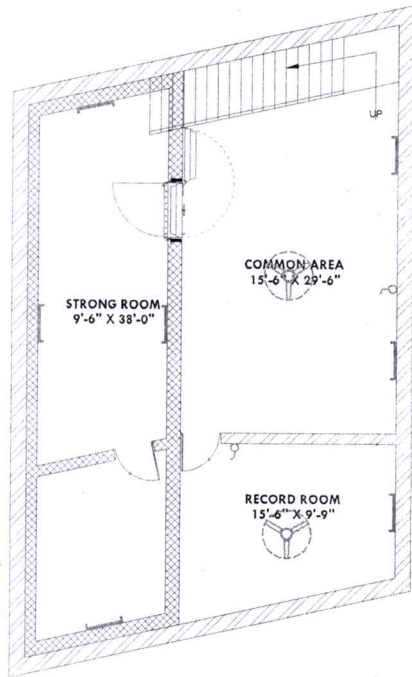 UP
COMMON AREA
15'-6" X 29'-6"
STRONG ROOM
9'-6" X 38'-0"
RECORD ROOM
15'-6" X 9'-9"